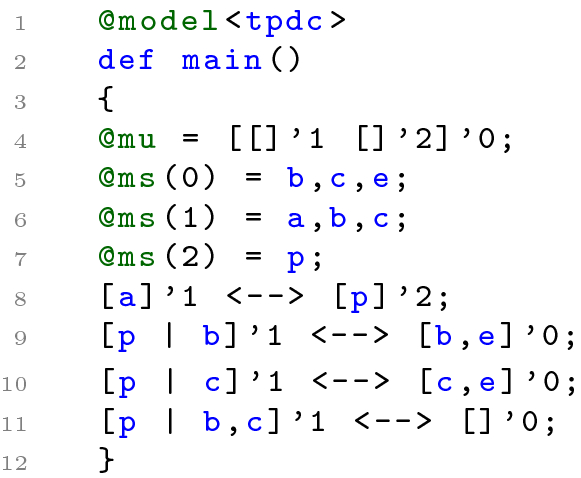 1 @model<tpdc>
2 def main()
3 {
4 @mu = [[]'1 []'2]'0;
5 @ms(0) = b,c,e;
6 @ms(1) = a,b,c;
7 @ms(2) = p;
8 [a]'1 <--> [p]'2;
9 [p | b]'1 <--> [b,e]'0;
10 [p | c]'1 <--> [c,e]'0;
11 [p | b,c]'1 <--> []'0;
12 }